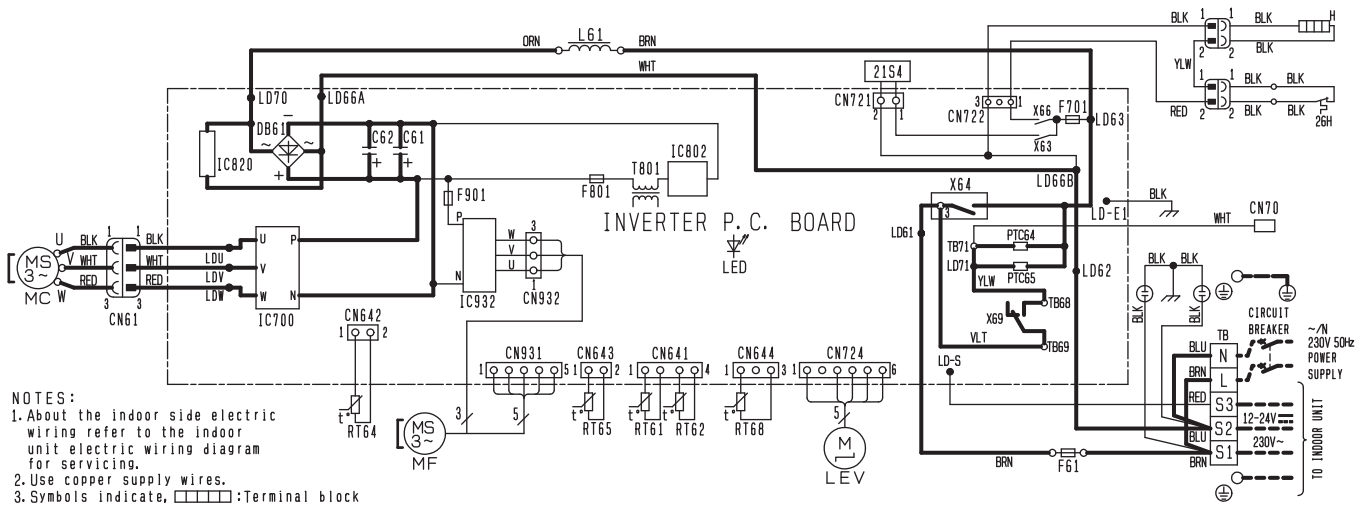 L61
ORN
BRN
WHT
BLK
1 1
BLK
H
2 2
BLK
YLW
1 1
BLK
BLK
RED
2 2
BLK
BLK
26H
21S4
CN721
2 1
3 1
CN722
X66
F701
X63
LD63
LD70
LD66A
DB61
IC820
~ ~
− +
C62
C61
+ +
T801
IC802
F801
F901
LD66B
X64
3
LD-E1
BLK
WHT
CN70
INVERTER P.C. BOARD
LED
LD61
TB71
PTC64
LD71
PTC65
YLW
LD62
TB68
X69
VLT
TB69
LD-S
U
BLK
1 1
BLK
LDU
U P
MS
3~
V
WHT
WHT
LDV
V
W
RED
3 3
RED
LDW
W N
MC
CN61
IC700
P
N
W
V
U
3
1
IC932
CN932
CN642
1 2
t°
RT64
CN931
1 5
3
5
MS
3~
MF
CN643
1 2
t°
RT65
CN641
1 4
t° t°
RT61 RT62
CN644
1 3
t°
RT68
CN724
1 6
5
M
LEV
BLK BLK
BLK
BLK
CIRCUIT
BREAKER
TB
BLU
N
BRN
L
RED
S3
S2
BLU
S1
BRN
~/N
230V 50Hz
POWER
SUPPLY
12-24V
230V~
TO INDOOR UNIT
BRN
F61
NOTES:
1. About the indoor side electric
wiring refer to the indoor
unit electric wiring diagram
for servicing.
2. Use copper supply wires.
3. Symbols indicate, :Terminal block